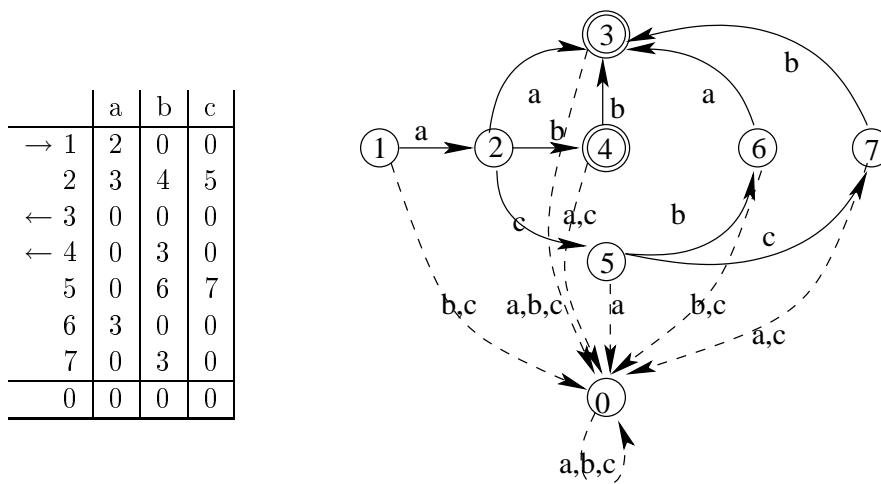 a b c
→ 1 2 0 0
2 3 4 5
← 3 0 0 0
← 4 0 3 0
5 0 6 7
6 3 0 0
7 0 3 0
0 0 0 0
3
b
a
b
a
a
b
1
2
4
6
7
c
a,c
b
c
5
b,c
a,b,c
a
b,c
a,c
0
a,b,c